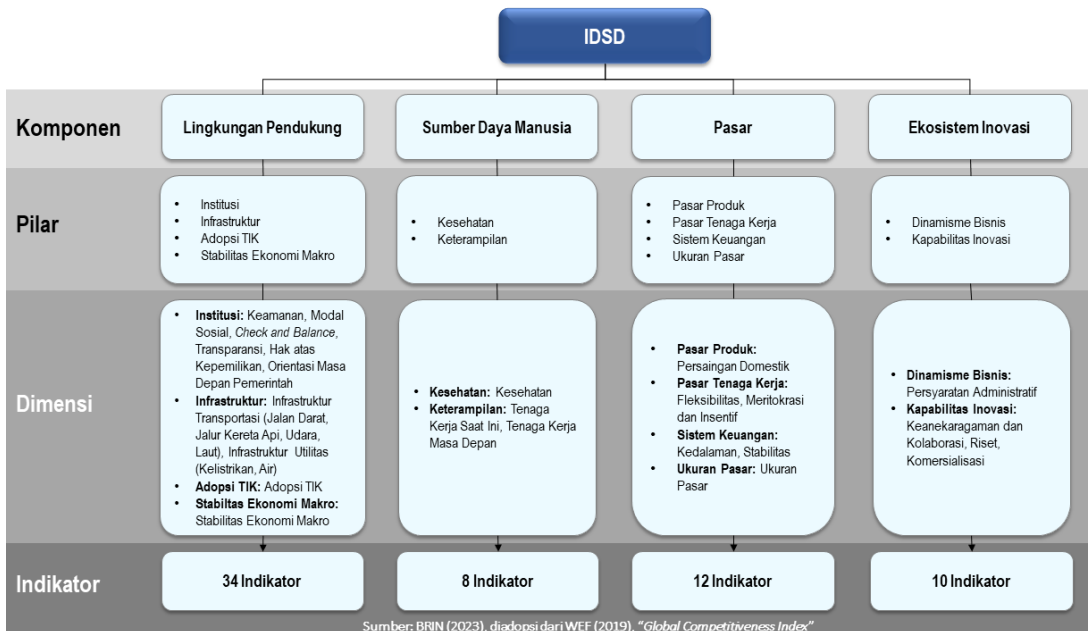 IDSD
Komponen
Lingkungan Pendukung
Sumber Daya Manusia
Pasar
Ekosistem Inovasi
Pilar
• Institusi
• Infrastruktur
• Adopsi TIK
• Stabilitas Ekonomi Makro
• Kesehatan
• Keterampilan
• Pasar Produk
• Pasar Tenaga Kerja
• Sistem Keuangan
• Ukuran Pasar
• Dinamisme Bisnis
• Kapabilitas Inovasi
Dimensi
• Institusi: Keamanan, Modal
Sosial, Check and Balance,
Transparansi, Hak atas
Kepemilikan, Orientasi Masa
Depan Pemerintah
• Infrastruktur: Infrastruktur
Transportasi (Jalan Darat,
Jalur Kereta Api, Udara,
Laut), Infrastruktur Utilitas
(Kelistrikan, Air)
• Adopsi TIK: Adopsi TIK
• Stabiltas Ekonomi Makro:
Stabilitas Ekonomi Makro
• Kesehatan: Kesehatan
• Keterampilan: Tenaga
Kerja Saat Ini, Tenaga Kerja
Masa Depan
• Pasar Produk:
Persaingan Domestik
• Pasar Tenaga Kerja:
Fleksibilitas, Meritokrasi
dan Insentif
• Sistem Keuangan:
Kedalaman, Stabilitas
• Ukuran Pasar: Ukuran
Pasar
• Dinamisme Bisnis:
Persyaratan Administratif
• Kapabilitas Inovasi:
Keanekaragaman dan
Kolaborasi, Riset,
Komersialisasi
Indikator
34 Indikator
8 Indikator
12 Indikator
10 Indikator
Sumber: BRIN (2023), diadopsi dari WEF (2019), "Global Competitiveness Index"